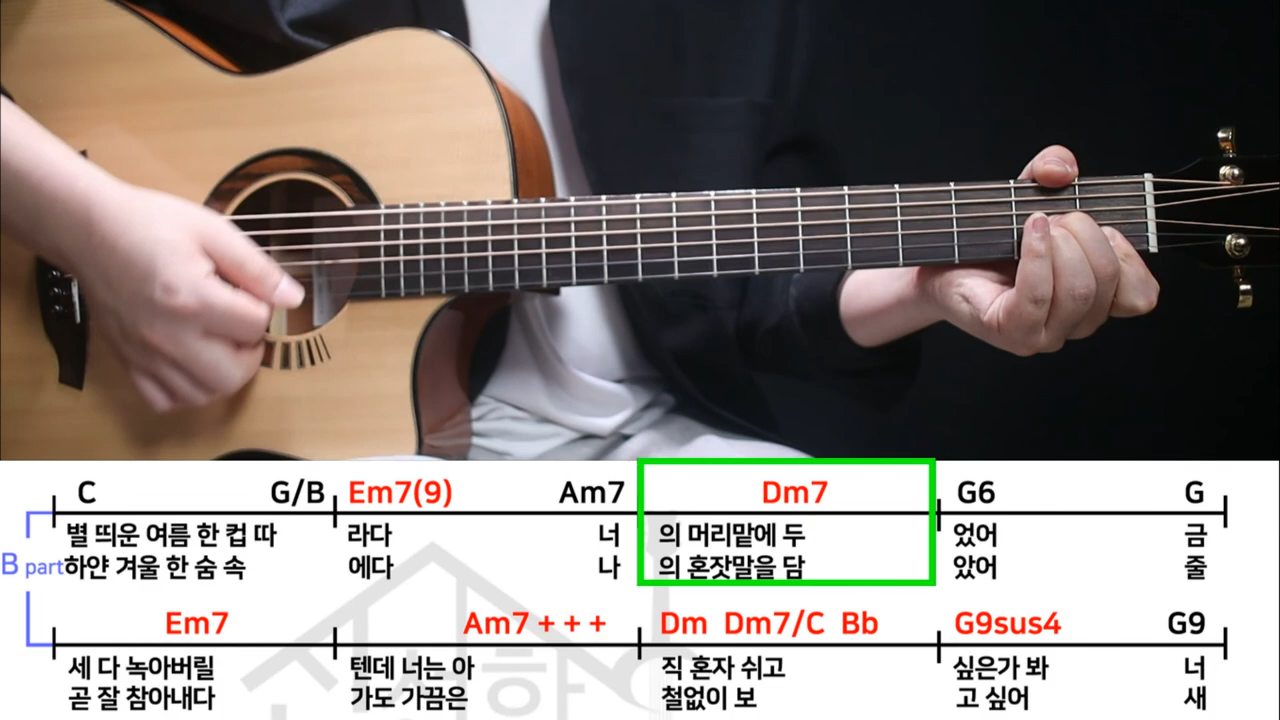 C G/B Em7(9) Am7 Dm7 G6 G
별 띄운 여름 한 컵 따 라다 너 의 머리맡에 두 었어 금
B part 하얀 겨울 한 숨 속 에다 나 의 혼잣말을 담 았어 줄
Em7 Am7 + + + Dm Dm7/C Bb G9sus4 G9
세 다 녹아버릴 텐데 너는 아 직 혼자 쉬고 싶은가 봐 너
곧 잘 참아내다 가도 가끔은 철없이 보 고 싶어 새